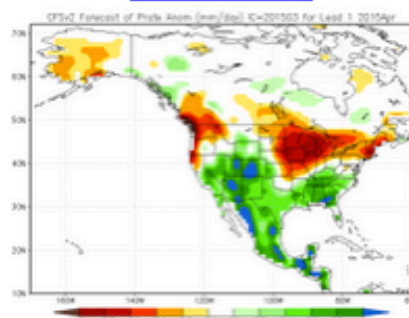 CFSv2 Forecast of Prate Anom (mm/day) IC=201503 for Lead 1 2015Apr
70N
60N
50N
40N
30N
20N
10N
160W 140W 120W 100W 80W